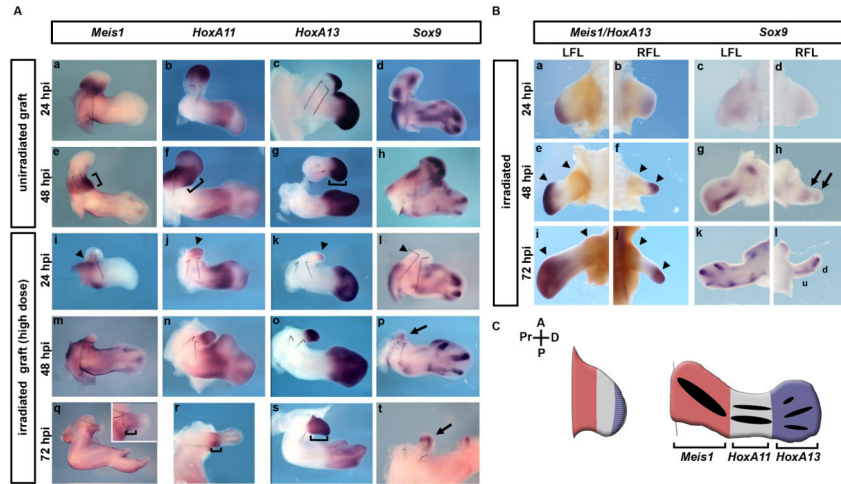 A
Meis1 HoxA11 HoxA13 Sox9
unirradiated graft
24 hpi
a b c d
48 hpi
e f g h
irradiated graft (high dose)
24 hpi
i j k l
48 hpi
m n o p
72 hpi
q r s t
B
Meis1/HoxA13 Sox9
LFL RFL LFL RFL
irradiated
24 hpi
a b c d
48 hpi
e f g h
72 hpi
i j k l
u d
C
A
Pr D
P
Meis1 HoxA11 HoxA13